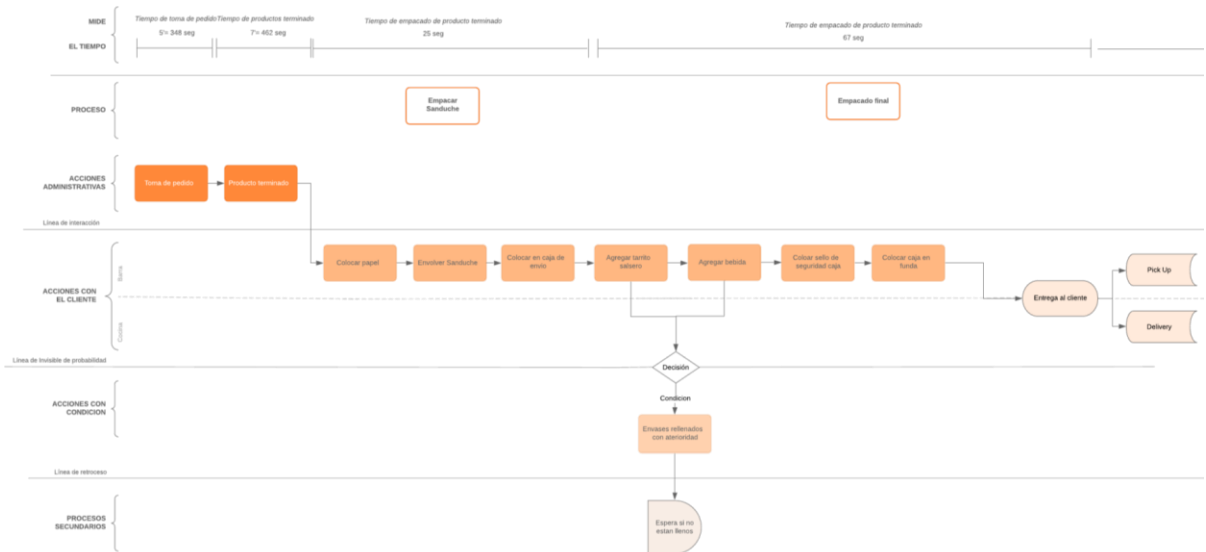 MIDE
EL TIEMPO
Tiempo de toma de pedido
5'= 348 seg
Tiempo de productos terminado
7'= 462 seg
Tiempo de empacado de producto terminado
25 seg
Tiempo de empacado de producto terminado
67 seg
PROCESO
Empacar
Sanduche
Empacado final
ACCIONES
ADMINISTRATIVAS
Toma de pedido
Producto terminado
Línea de interacción
ACCIONES CON
EL CLIENTE
Barra
Cocina
Colocar papel
Envolver Sanduche
Colocar en caja de
envio
Agregar tarrito
salsero
Agregar bebida
Coloar sello de
seguridad caja
Colocar caja en
funda
Entrega al cliente
Pick Up
Delivery
Línea de Invisible de probabilidad
Decisión
Condicion
ACCIONES CON
CONDICION
Envases rellenados
con aterioridad
Línea de retroceso
PROCESOS
SECUNDARIOS
Espera si no
estan llenos